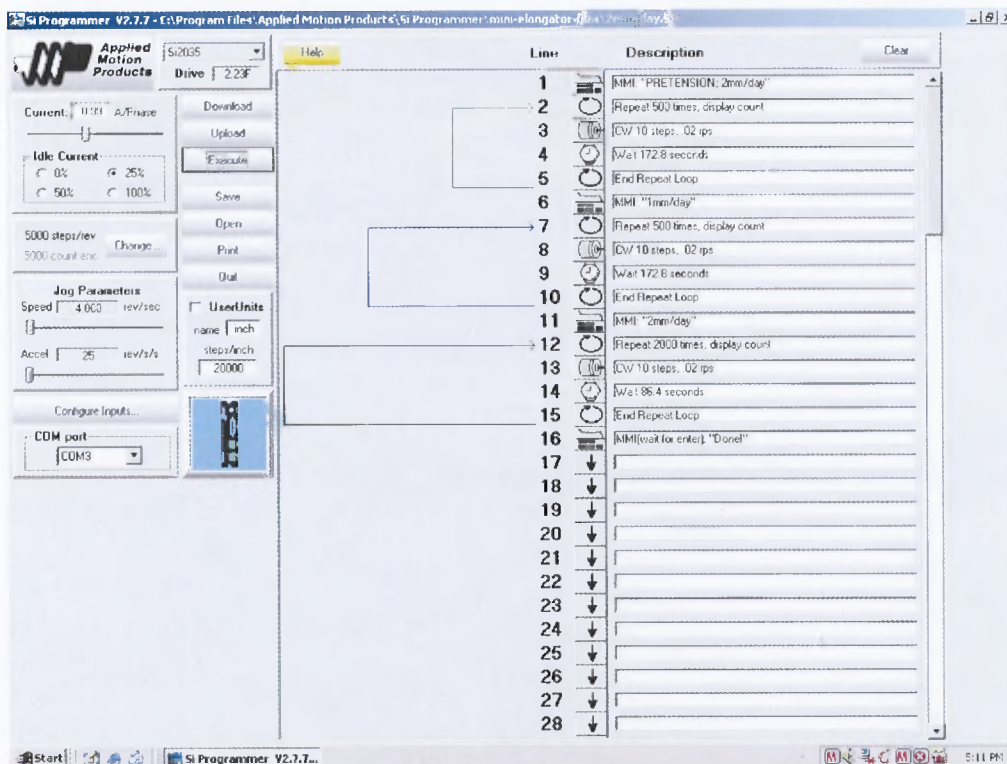 Si Programmer V2.7.7 - C:\Program Files\Applied Motion Products\Si Programmer\mini-elongator
Applied Motion Products
Si2035
Drive 2.23F
Help
Line
Description
Clear
Current: 0.99 A/Phase
Idle Current
0% 25%
50% 100%
5000 steps/rev
5000 count enc.
Change...
Jog Parameters
Speed 4.000 rev/sec
Accel 25 rev/s/s
Configure Inputs...
COM port
COM3
Download
Upload
Execute
Save
Open
Print
Quit
UserUnits
name inch
steps/inch
20000
1 MMI: "PRETENSION: 2mm/day"
2 Repeat 500 times, display count
3 CW 10 steps, .02 rps
4 Wait 172.8 seconds
5 End Repeat Loop
6 MMI: "1mm/day"
7 Repeat 500 times, display count
8 CW 10 steps, .02 rps
9 Wait 172.8 seconds
10 End Repeat Loop
11 MMI: "2mm/day"
12 Repeat 2000 times, display count
13 CW 10 steps, .02 rps
14 Wait 86.4 seconds
15 End Repeat Loop
16 MMI(wait for enter): "Done!"
17
18
19
20
21
22
23
24
25
26
27
28
Start
Si Programmer V2.7.7...
5:11 PM